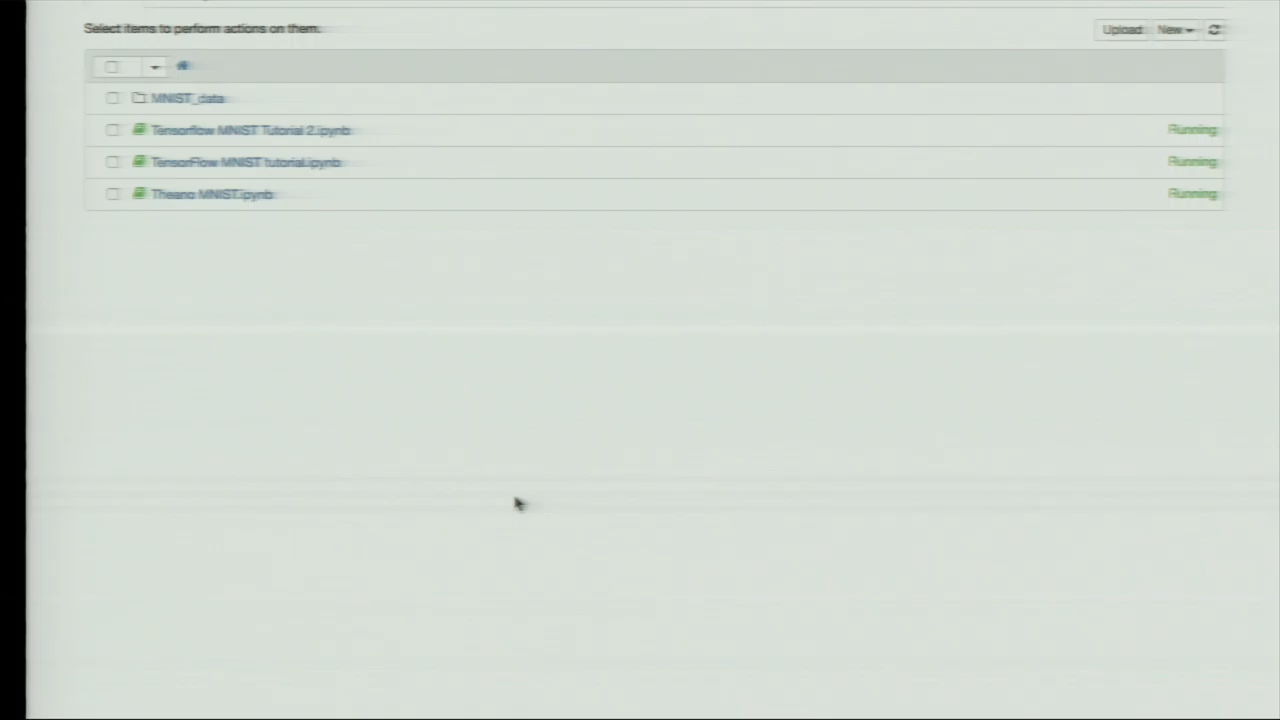 Select items to perform actions on them.
Upload New
MNIST_data
Tensorflow MNIST Tutorial 2.ipynb Running
TensorFlow MNIST tutorial.ipynb Running
Theano MNIST.ipynb Running